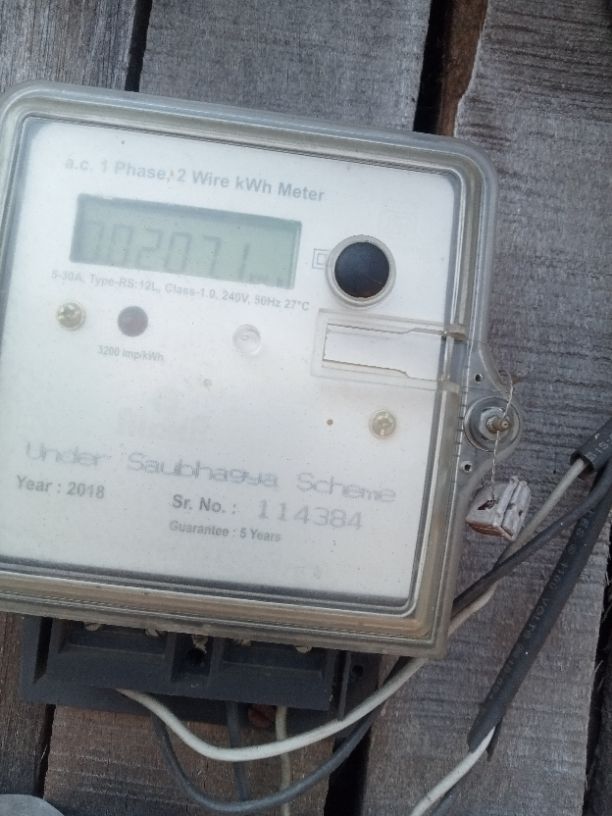 a.c. 1 Phase, 2 Wire kWh Meter
5-30A, Type-RS:12L, Class-1.0, 240V, 50Hz 27°C
3200 imp/kWh
Under Saubhagya Scheme
Year : 2018
Sr. No. : 114384
Guarantee : 5 Years